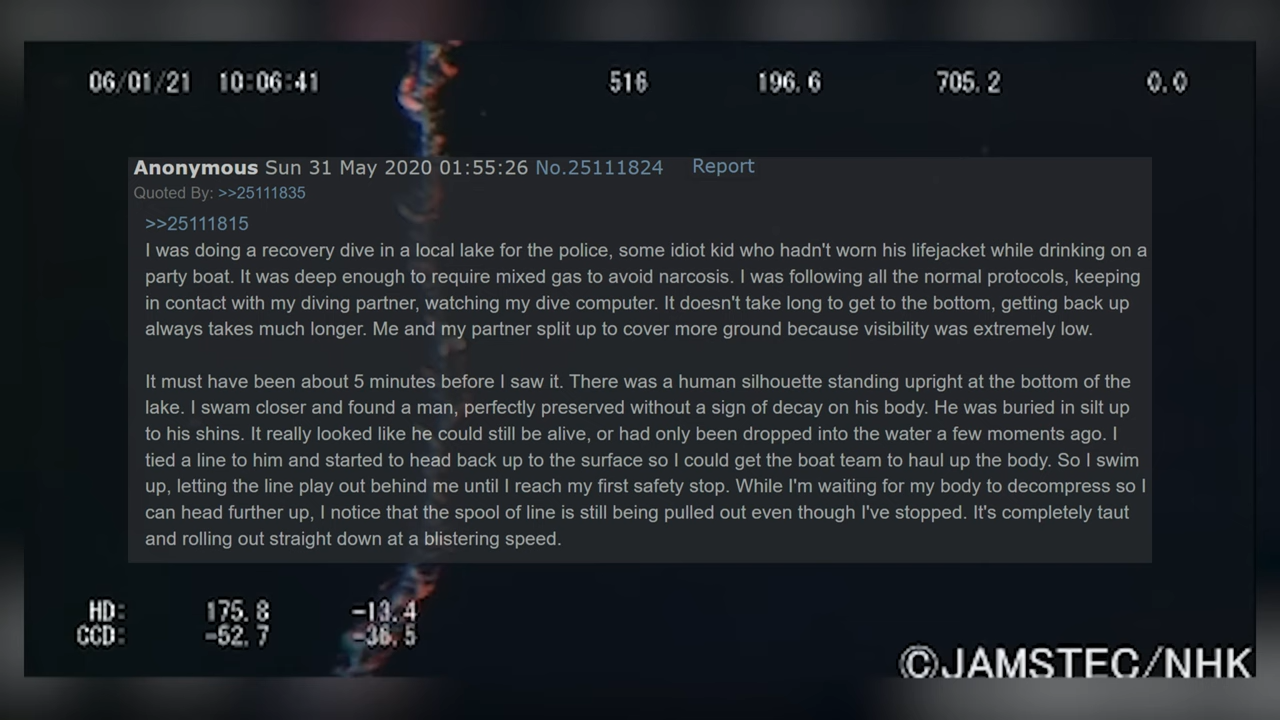 06/01/21 10:06:41 516 196.6 705.2 0.0
Anonymous Sun 31 May 2020 01:55:26 No.25111824 Report
Quoted By: >>25111835
>>25111815
I was doing a recovery dive in a local lake for the police, some idiot kid who hadn't worn his lifejacket while drinking on a
party boat. It was deep enough to require mixed gas to avoid narcosis. I was following all the normal protocols, keeping
in contact with my diving partner, watching my dive computer. It doesn't take long to get to the bottom, getting back up
always takes much longer. Me and my partner split up to cover more ground because visibility was extremely low.
It must have been about 5 minutes before I saw it. There was a human silhouette standing upright at the bottom of the
lake. I swam closer and found a man, perfectly preserved without a sign of decay on his body. He was buried in silt up
to his shins. It really looked like he could still be alive, or had only been dropped into the water a few moments ago. I
tied a line to him and started to head back up to the surface so I could get the boat team to haul up the body. So I swim
up, letting the line play out behind me until I reach my first safety stop. While I'm waiting for my body to decompress so I
can head further up, I notice that the spool of line is still being pulled out even though I've stopped. It's completely taut
and rolling out straight down at a blistering speed.
HD: 175.8 -13.4
CCD: -52.7 -36.5
©JAMSTEC/NHK